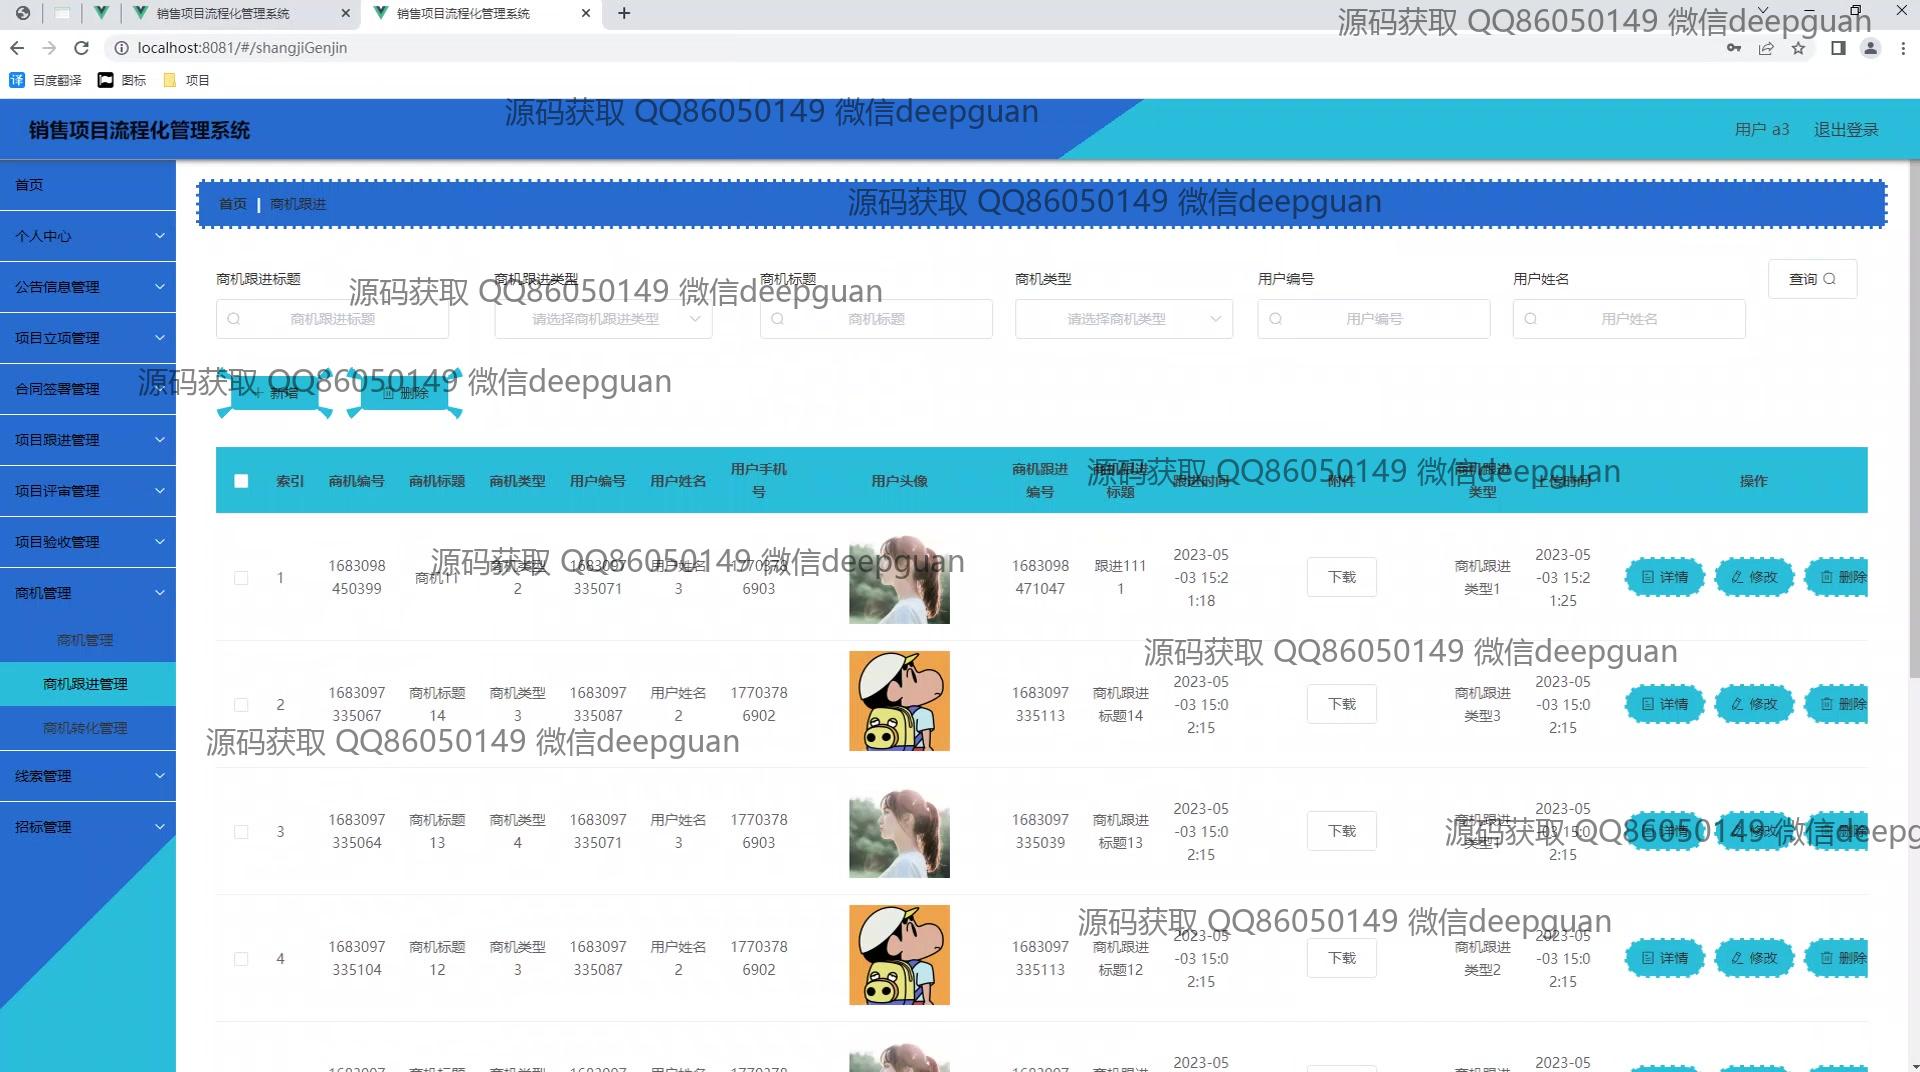 销售项目流程化管理系统
销售项目流程化管理系统
源码获取 QQ86050149 微信deepguan
localhost:8081/#/shangjiGenjin
译 百度翻译 图标 项目
源码获取 QQ86050149 微信deepguan
销售项目流程化管理系统
用户 a3 退出登录
首页
首页 商机跟进
源码获取 QQ86050149 微信deepguan
个人中心
公告信息管理
项目立项管理
合同签署管理
项目跟进管理
项目评审管理
项目验收管理
商机管理
商机管理
商机跟进管理
商机转化管理
线索管理
招标管理
商机跟进标题 商机跟进类型 商机标题 商机类型 用户编号 用户姓名 查询
源码获取 QQ86050149 微信deepguan
商机跟进标题 请选择商机跟进类型 商机标题 请选择商机类型 用户编号 用户姓名
源码获取 QQ86050149 微信deepguan
新增 删除
索引 商机编号 商机标题 商机类型 用户编号 用户姓名 用户手机号 用户头像 商机跟进编号 商机跟进标题 跟进时间 附件 商机跟进类型 上传时间 操作
源码获取 QQ86050149 微信deepguan
源码获取 QQ86050149 微信deepguan
1 1683098450399 商机11 商机类型2 1683097335071 用户姓名3 17703786903 1683098471047 跟进1111 2023-05-03 15:21:18 下载 商机跟进类型1 2023-05-03 15:21:25 详情 修改 删除
源码获取 QQ86050149 微信deepguan
2 1683097335067 商机标题14 商机类型3 1683097335087 用户姓名2 17703786902 1683097335113 商机跟进标题14 2023-05-03 15:02:15 下载 商机跟进类型3 2023-05-03 15:02:15 详情 修改 删除
源码获取 QQ86050149 微信deepguan
3 1683097335064 商机标题13 商机类型4 1683097335071 用户姓名3 17703786903 1683097335039 商机跟进标题13 2023-05-03 15:02:15 下载 商机跟进类型1 2023-05-03 15:02:15 详情 修改 删除
源码获取 QQ86050149 微信deepg
源码获取 QQ86050149 微信deepguan
4 1683097335104 商机标题12 商机类型3 1683097335087 用户姓名2 17703786902 1683097335113 商机跟进标题12 2023-05-03 15:02:15 下载 商机跟进类型2 2023-05-03 15:02:15 详情 修改 删除
2023-05 2023-05